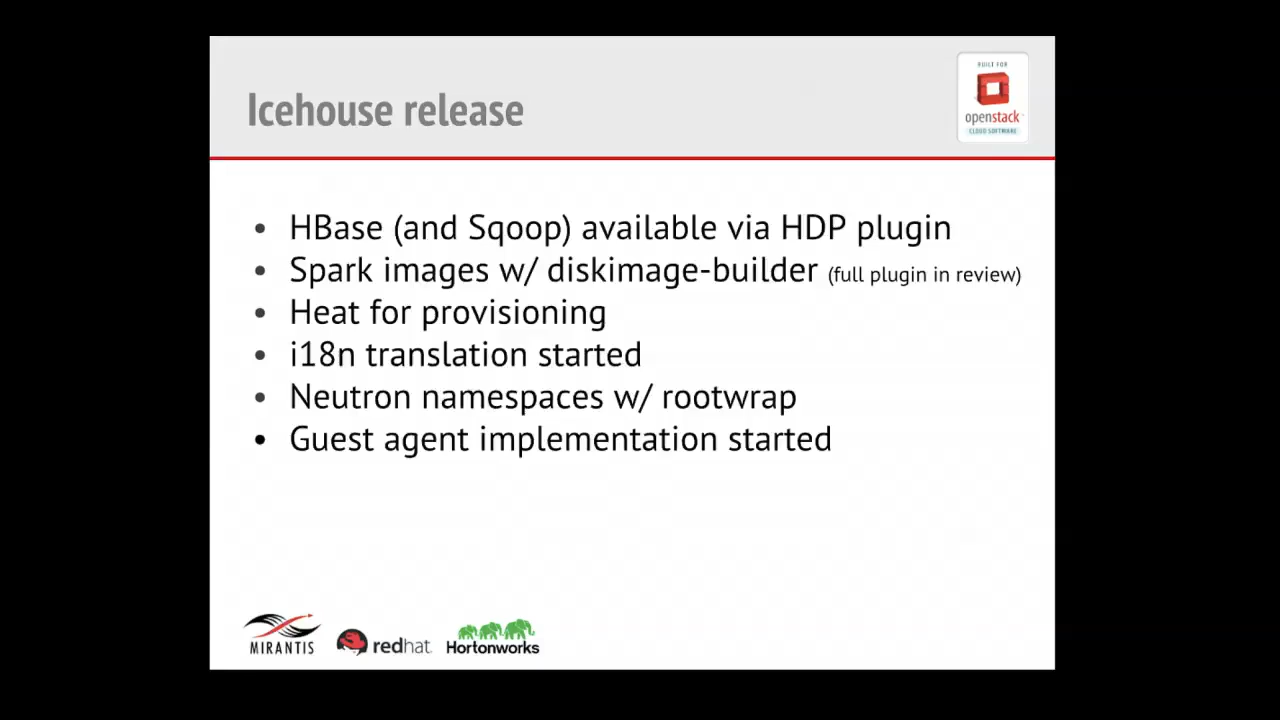 Icehouse release
BUILT FOR
openstack
CLOUD SOFTWARE
• HBase (and Sqoop) available via HDP plugin
• Spark images w/ diskimage-builder (full plugin in review)
• Heat for provisioning
• i18n translation started
• Neutron namespaces w/ rootwrap
• Guest agent implementation started
MIRANTIS
redhat.
Hortonworks